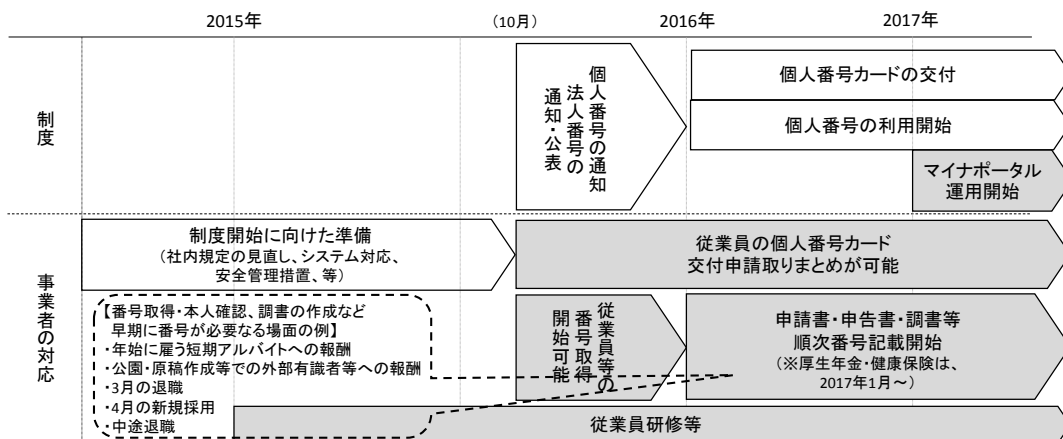 2015年
(10月)
2016年
2017年
制度
個人番号の通知
法人番号の
通知・公表
個人番号カードの交付
個人番号の利用開始
マイナポータル
運用開始
事業者の対応
制度開始に向けた準備
(社内規定の見直し、システム対応、
安全管理措置、等)
従業員の個人番号カード
交付申請取りまとめが可能
【番号取得・本人確認、調書の作成など
早期に番号が必要なる場面の例】
・年始に雇う短期アルバイトへの報酬
・公園・原稿作成等での外部有識者等への報酬
・3月の退職
・4月の新規採用
・中途退職
従業員等の
番号取得
開始可能
申請書・申告書・調書等
順次番号記載開始
(※厚生年金・健康保険は、
2017年1月～)
従業員研修等